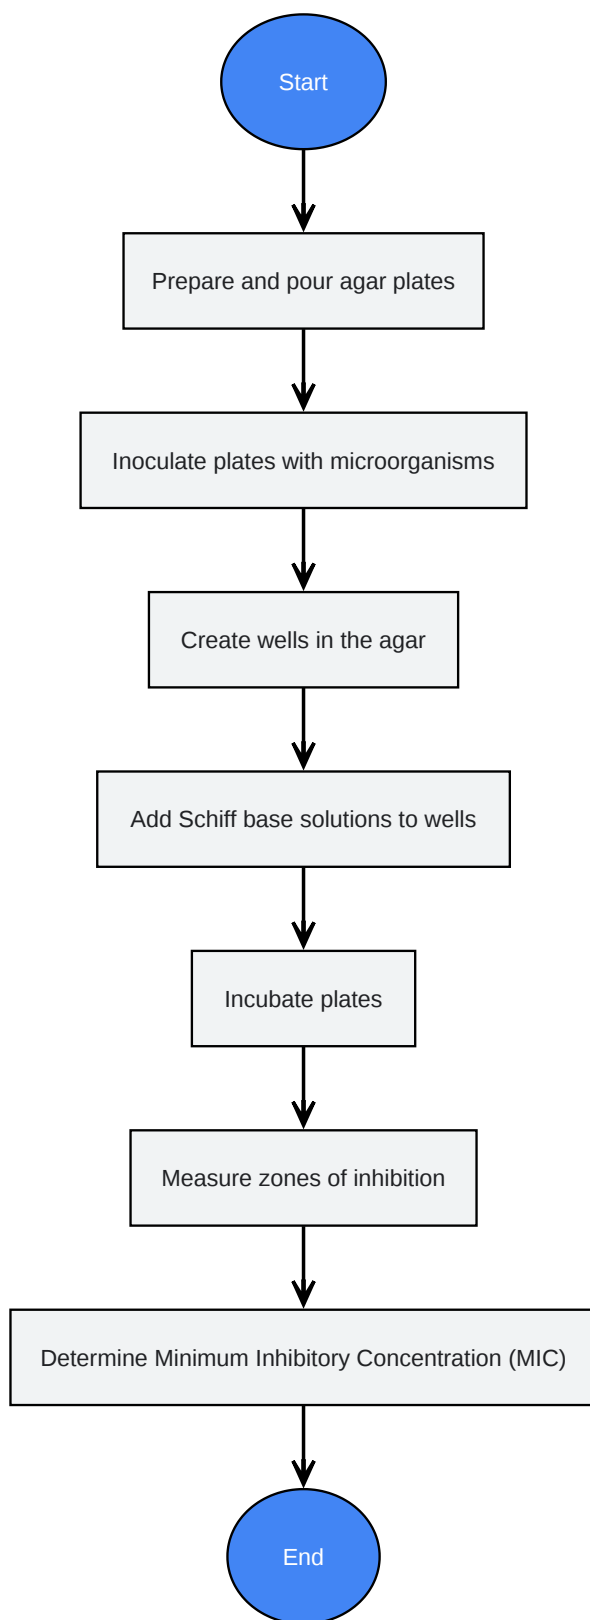 Start
Prepare and pour agar plates
Inoculate plates with microorganisms
Create wells in the agar
Add Schiff base solutions to wells
Incubate plates
Measure zones of inhibition
Determine Minimum Inhibitory Concentration (MIC)
End